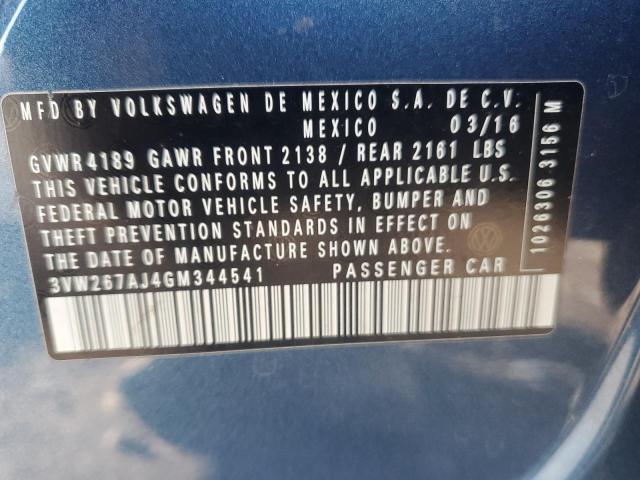 MFD BY VOLKSWAGEN DE MEXICO S.A. DE C.V.
MEXICO 03/16
GVWR 4189 GAWR FRONT 2138 / REAR 2161 LBS
THIS VEHICLE CONFORMS TO ALL APPLICABLE U.S.
FEDERAL MOTOR VEHICLE SAFETY, BUMPER AND
THEFT PREVENTION STANDARDS IN EFFECT ON
THE DATE OF MANUFACTURE SHOWN ABOVE.
3VW267AJ4GM344541 PASSENGER CAR
1026306 3156 M